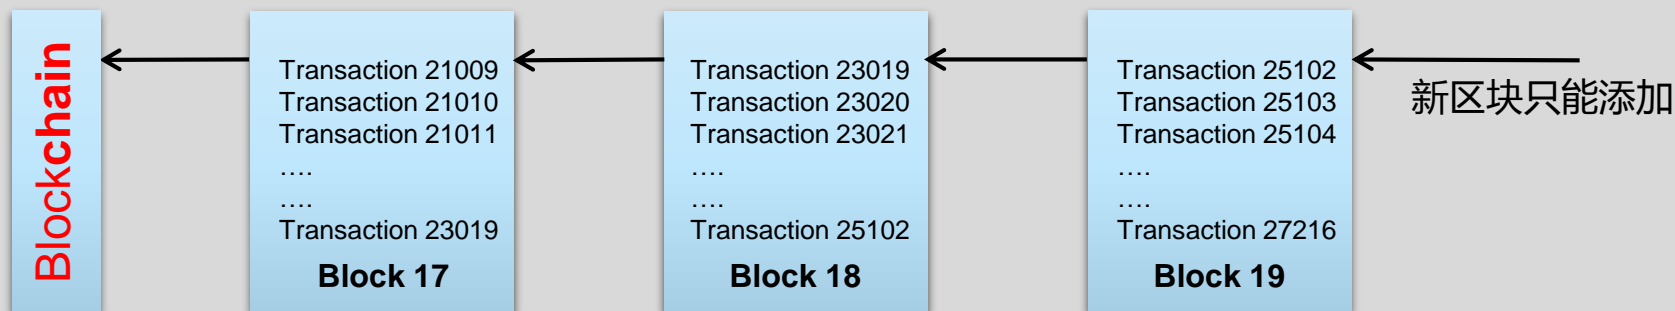 Blockchain
Transaction 21009
Transaction 21010
Transaction 21011
....
....
Transaction 23019
Block 17
Transaction 23019
Transaction 23020
Transaction 23021
....
....
Transaction 25102
Block 18
Transaction 25102
Transaction 25103
Transaction 25104
....
....
Transaction 27216
Block 19
新区块只能添加